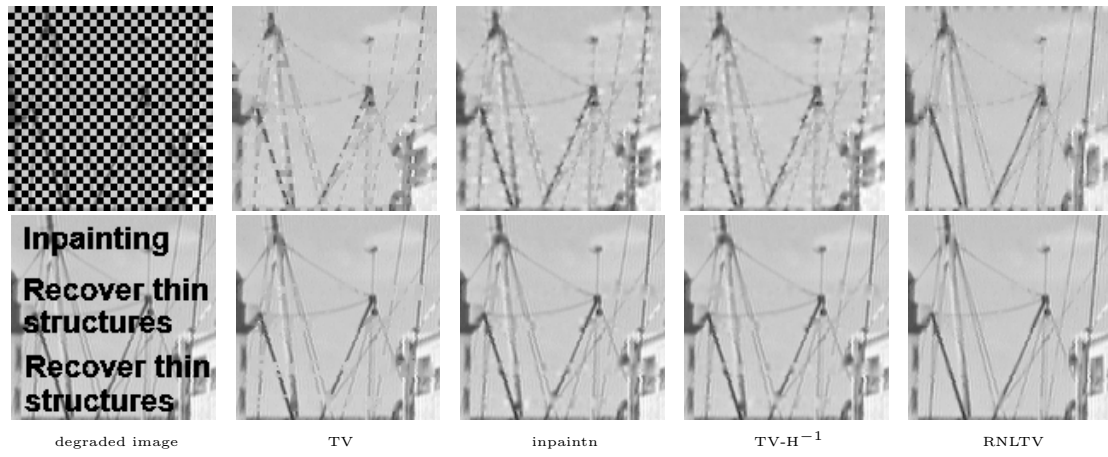 Inpainting
Recover thin
structures
Recover thin
structures
degraded image TV inpaintn TV-H⁻¹ RNLTV